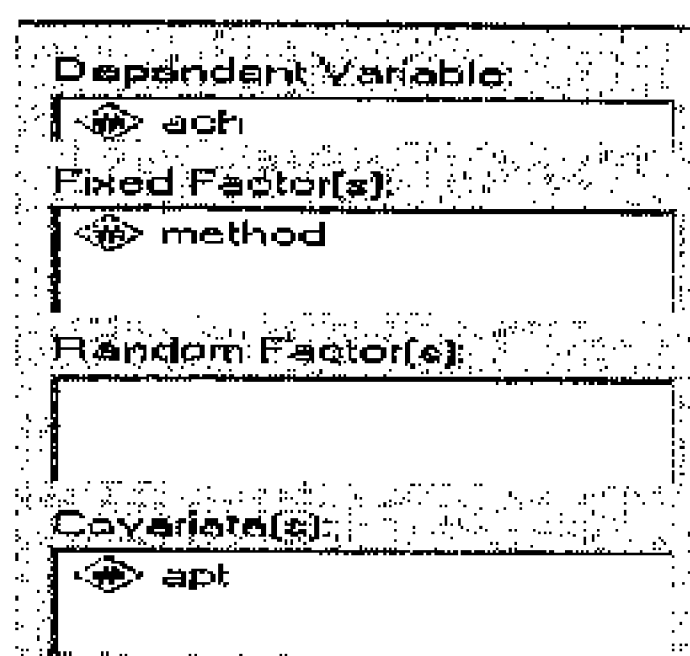 Dependent Variable:
ach
Fixed Factor(s):
method
Random Factor(s):
Covariate(s):
apt